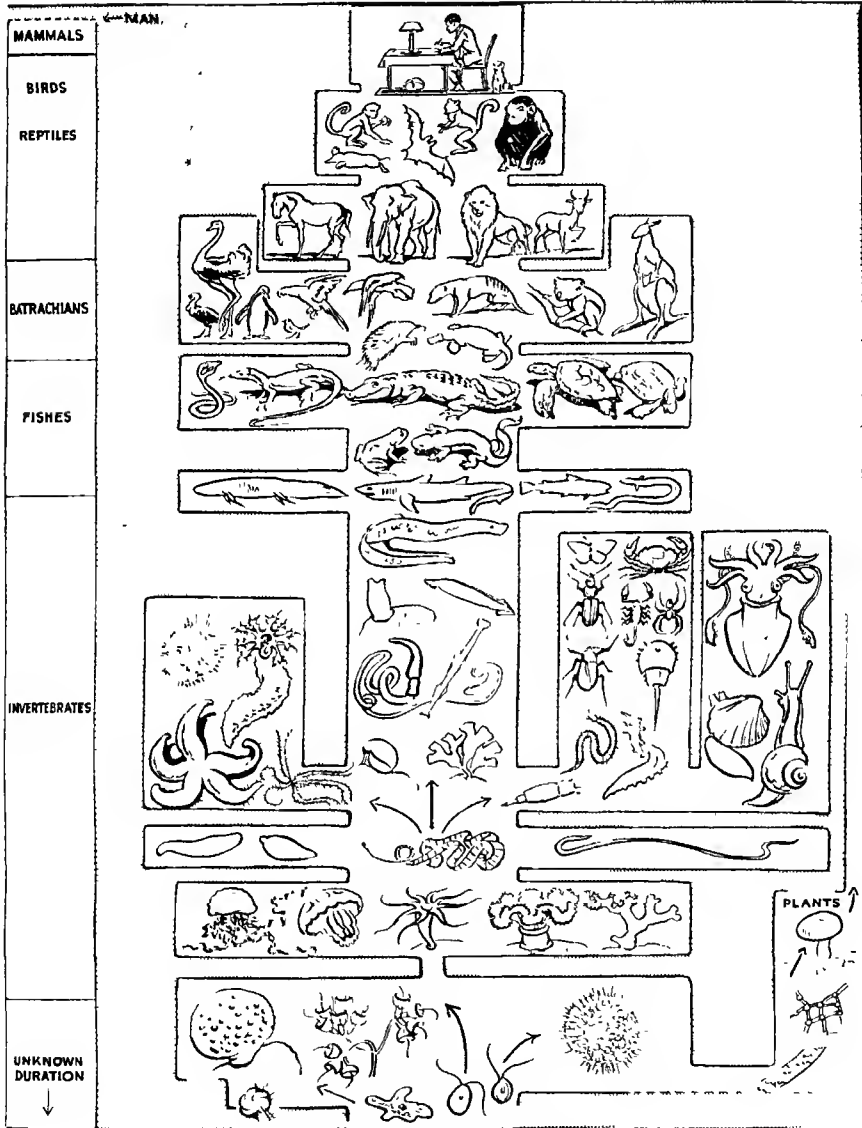 ←MAN.
MAMMALS
BIRDS
REPTILES
BATRACHIANS
FISHES
INVERTEBRATES
PLANTS
UNKNOWN
DURATION